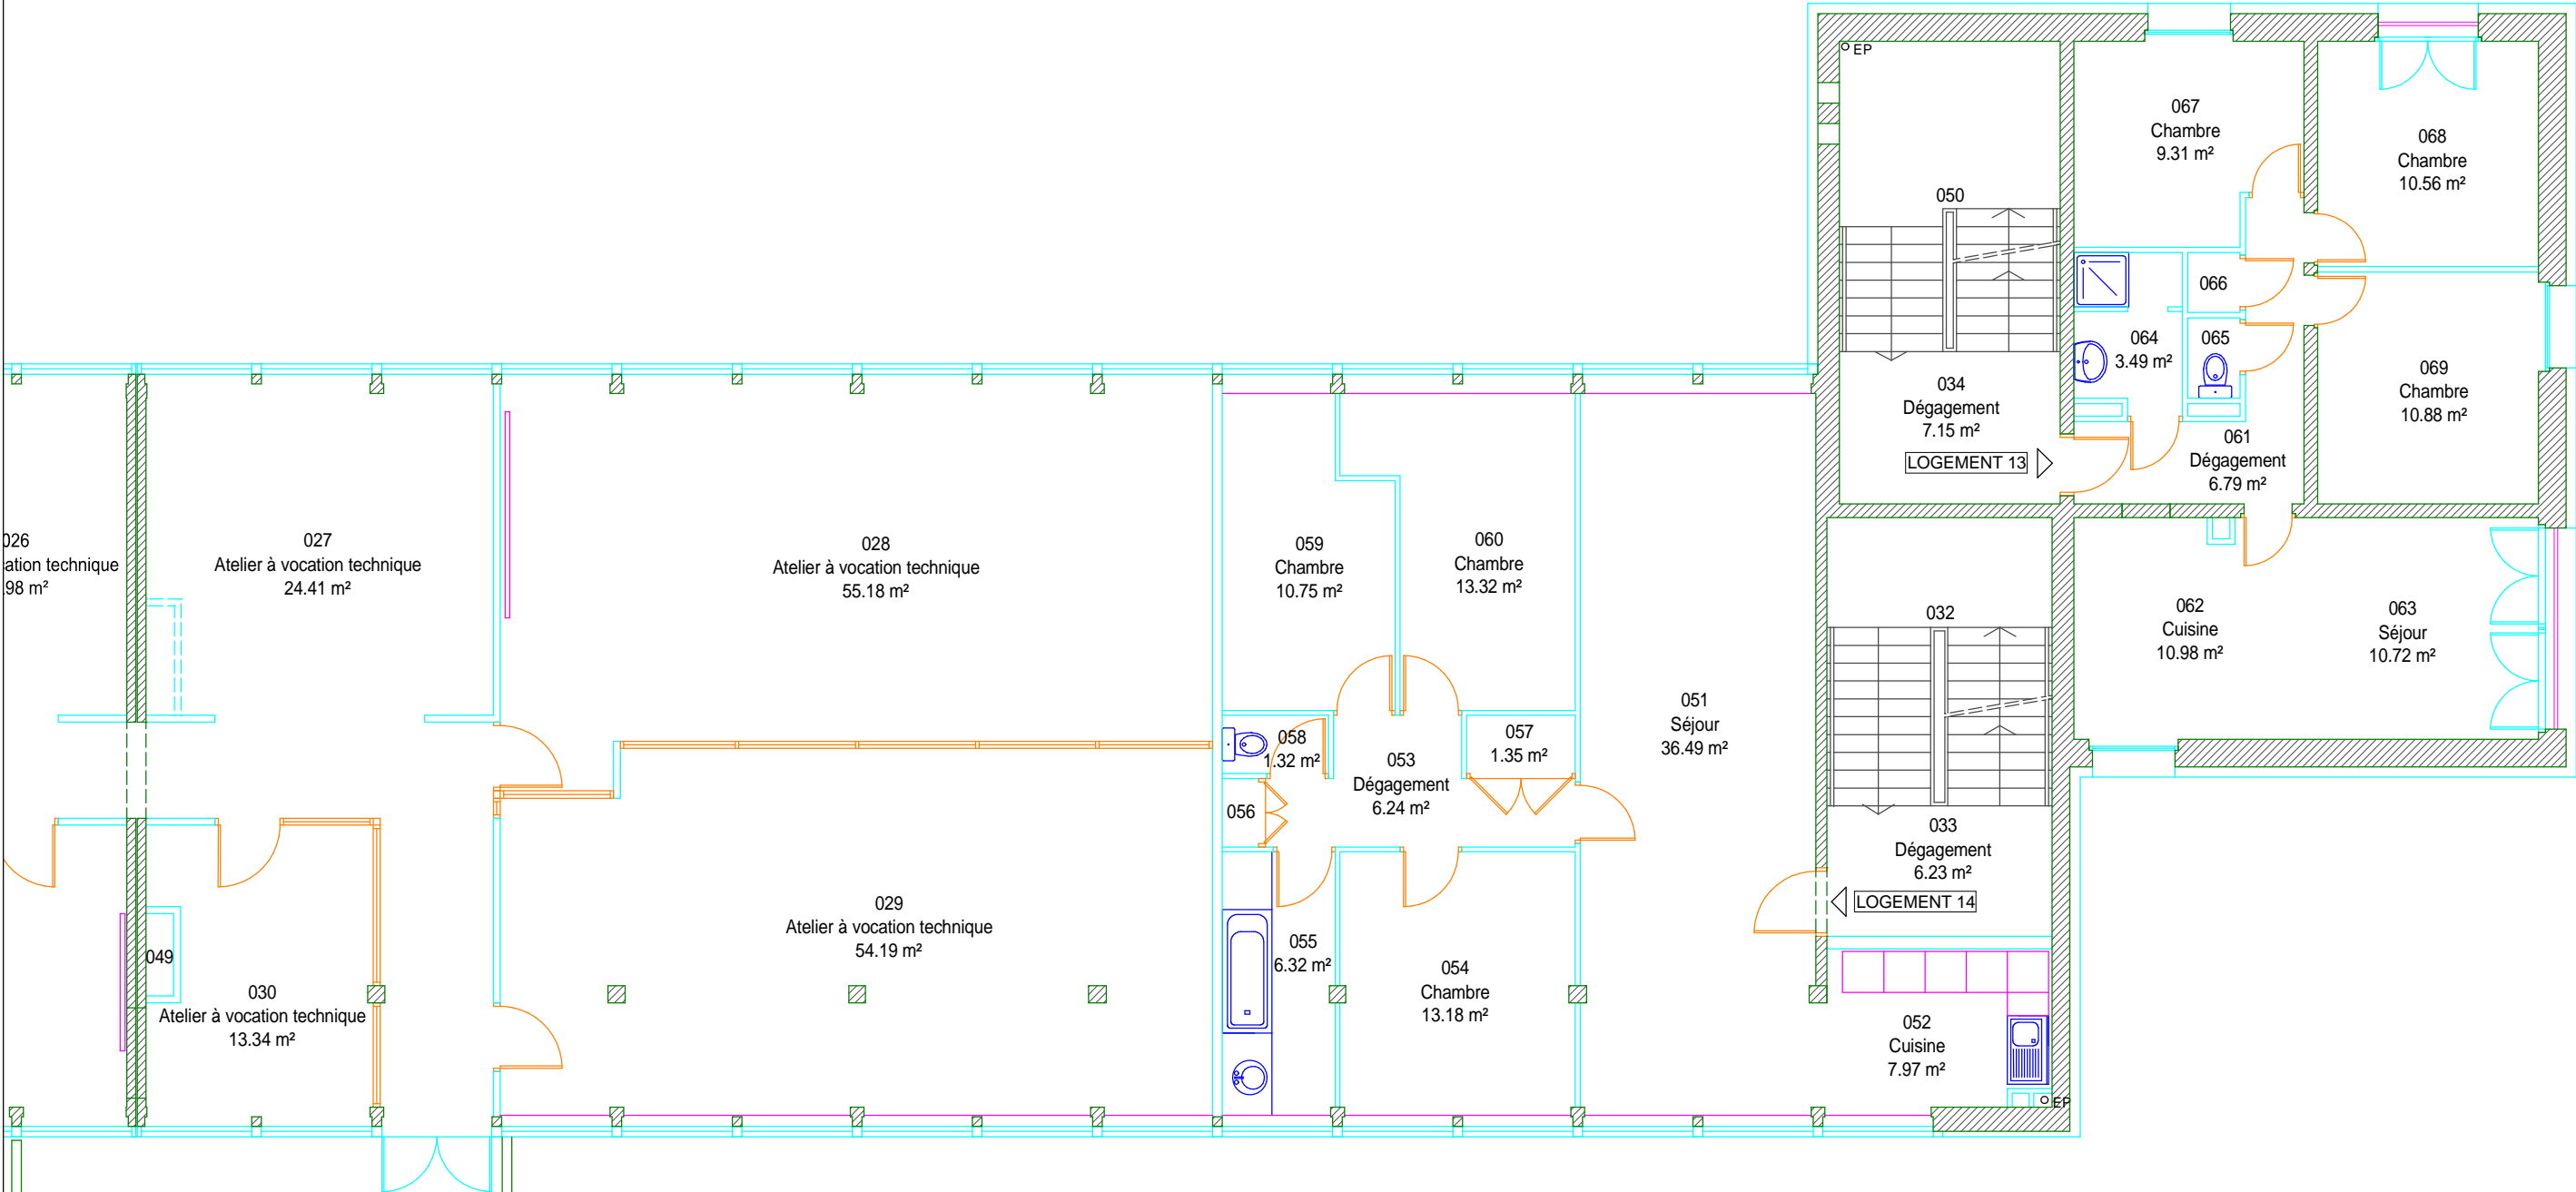 EP
067
Chambre
9.31 m²
068
Chambre
10.56 m²
050
066
064
3.49 m²
065
034
Dégagement
7.15 m²
LOGEMENT 13
061
Dégagement
6.79 m²
069
Chambre
10.88 m²
026
ation technique
.98 m²
027
Atelier à vocation technique
24.41 m²
028
Atelier à vocation technique
55.18 m²
059
Chambre
10.75 m²
060
Chambre
13.32 m²
032
062
Cuisine
10.98 m²
063
Séjour
10.72 m²
051
Séjour
36.49 m²
058
1.32 m²
057
1.35 m²
053
Dégagement
6.24 m²
056
033
Dégagement
6.23 m²
LOGEMENT 14
029
Atelier à vocation technique
54.19 m²
049
030
Atelier à vocation technique
13.34 m²
055
6.32 m²
054
Chambre
13.18 m²
052
Cuisine
7.97 m²
EP